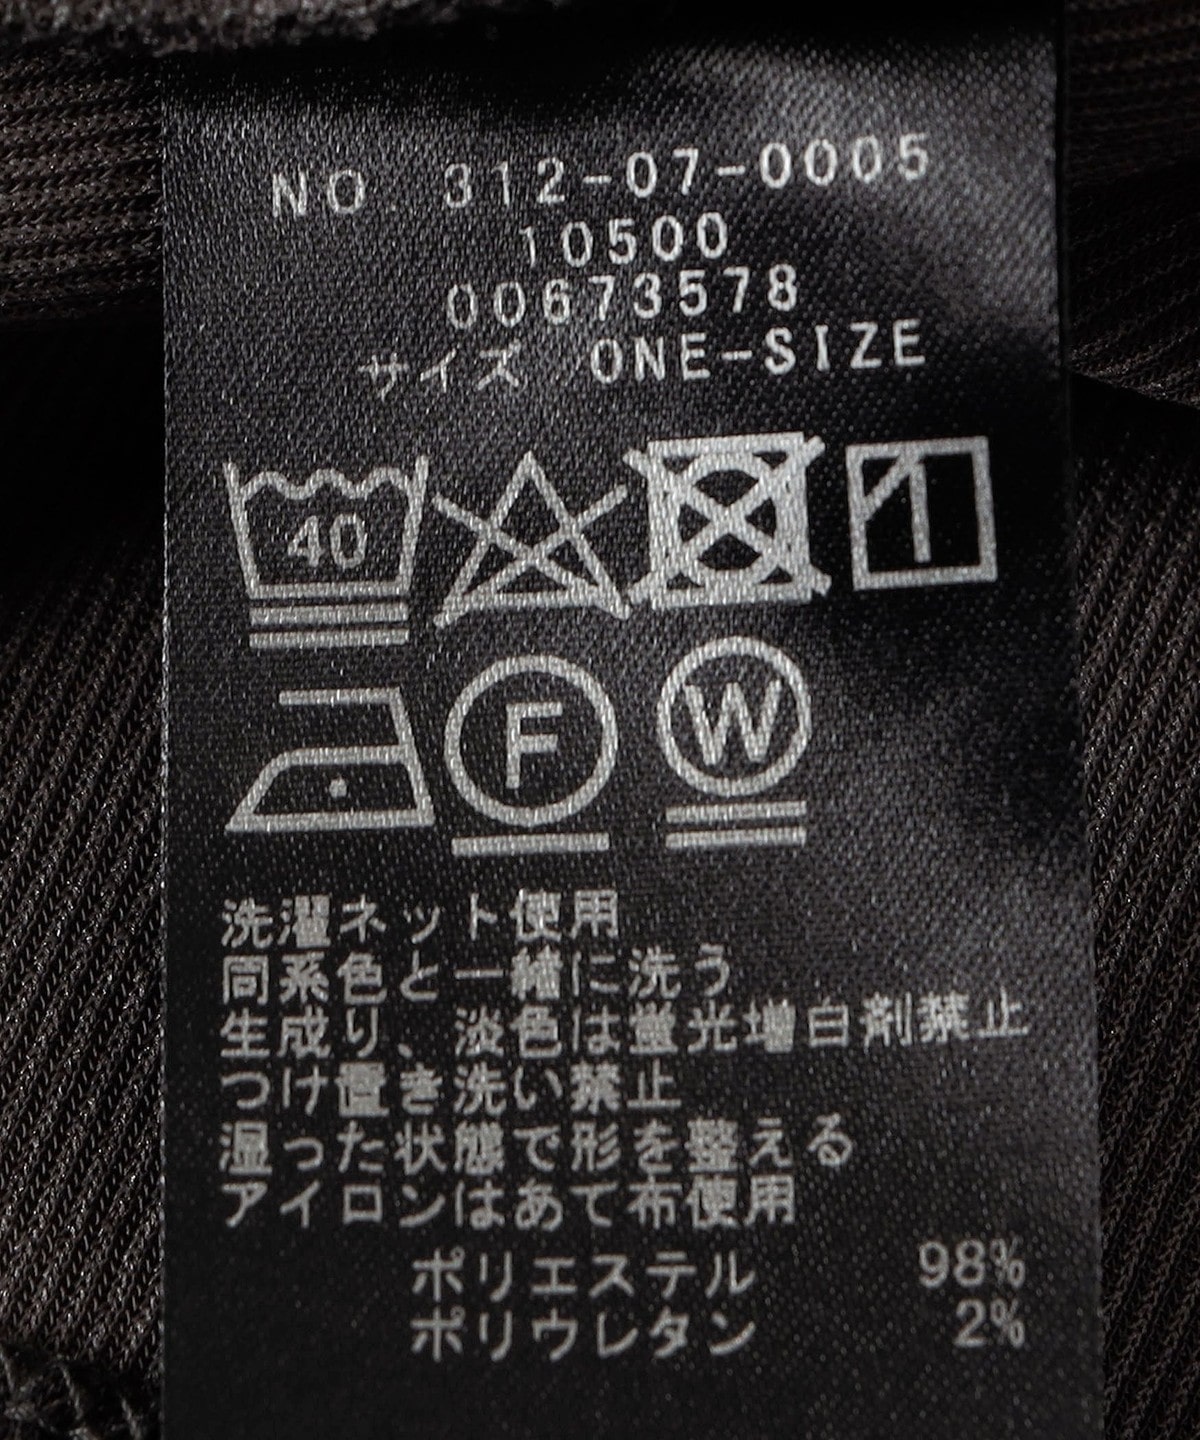 NO 312-07-0005
10500
00673578
サイズ ONE-SIZE
40
F
W
洗濯ネット使用
同系色と一緒に洗う
生成り、淡色は蛍光増白剤禁止
つけ置き洗い禁止
湿った状態で形を整える
アイロンはあて布使用
ポリエステル 98%
ポリウレタン 2%